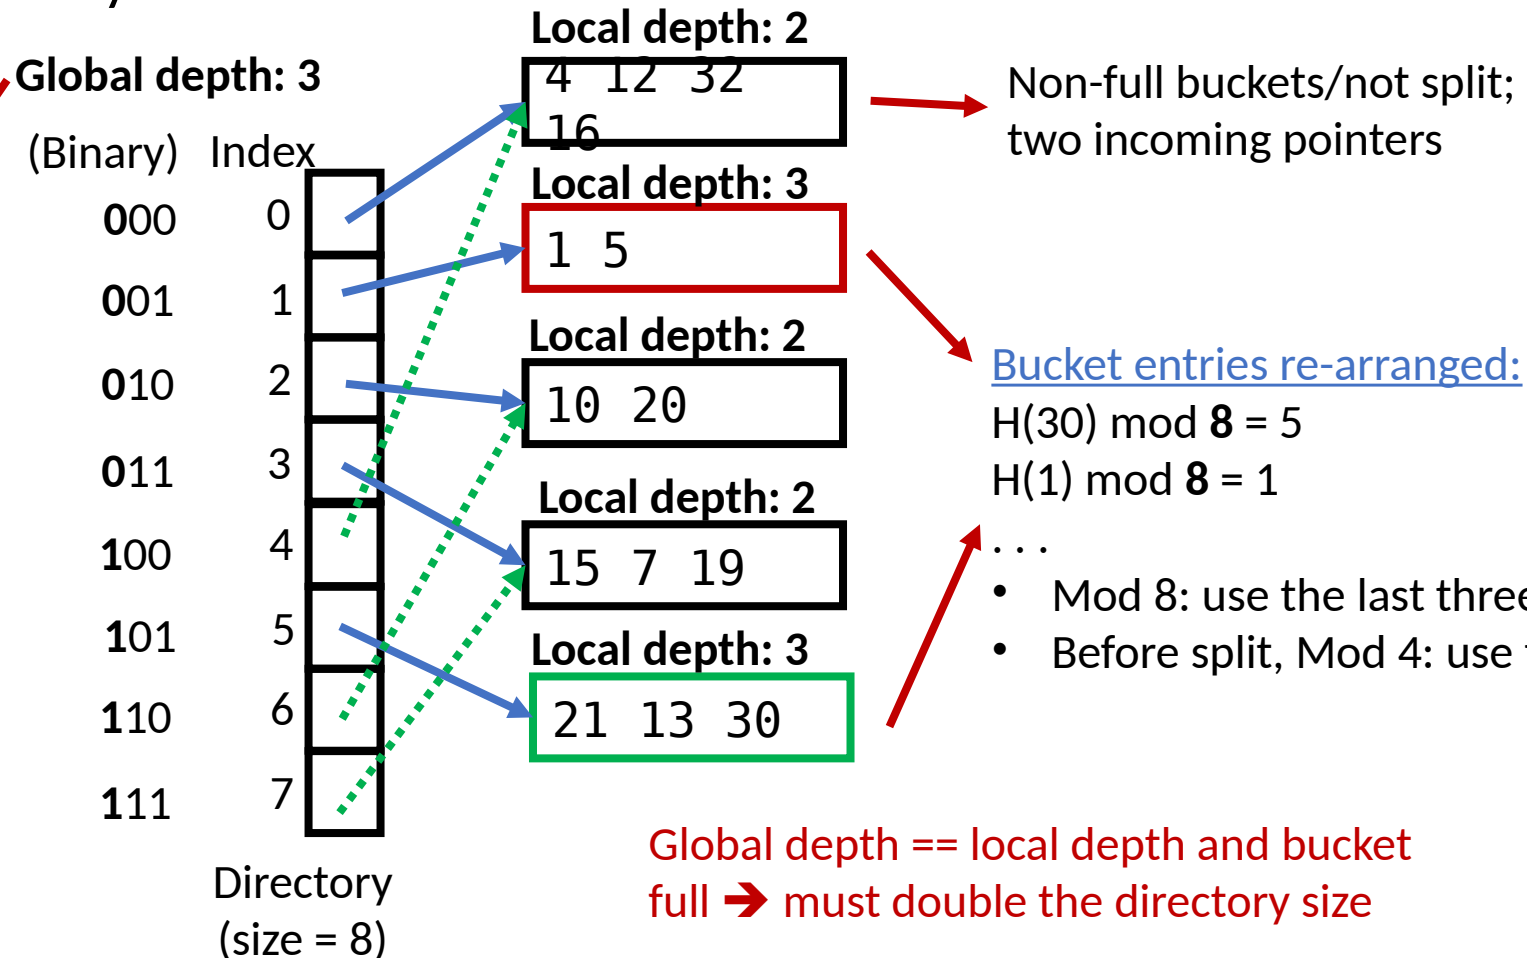 Global depth: 3
(Binary) Index
000 0
001 1
010 2
011 3
100 4
101 5
110 6
111 7
Directory
(size = 8)
Local depth: 2
4 12 32
16
Local depth: 3
1 5
Local depth: 2
10 20
Local depth: 2
15 7 19
Local depth: 3
21 13 30
Non-full buckets/not split;
two incoming pointers
Bucket entries re-arranged:
H(30) mod 8 = 5
H(1) mod 8 = 1
. . .
• Mod 8: use the last three
• Before split, Mod 4: use
Global depth == local depth and bucket
full ➔ must double the directory size